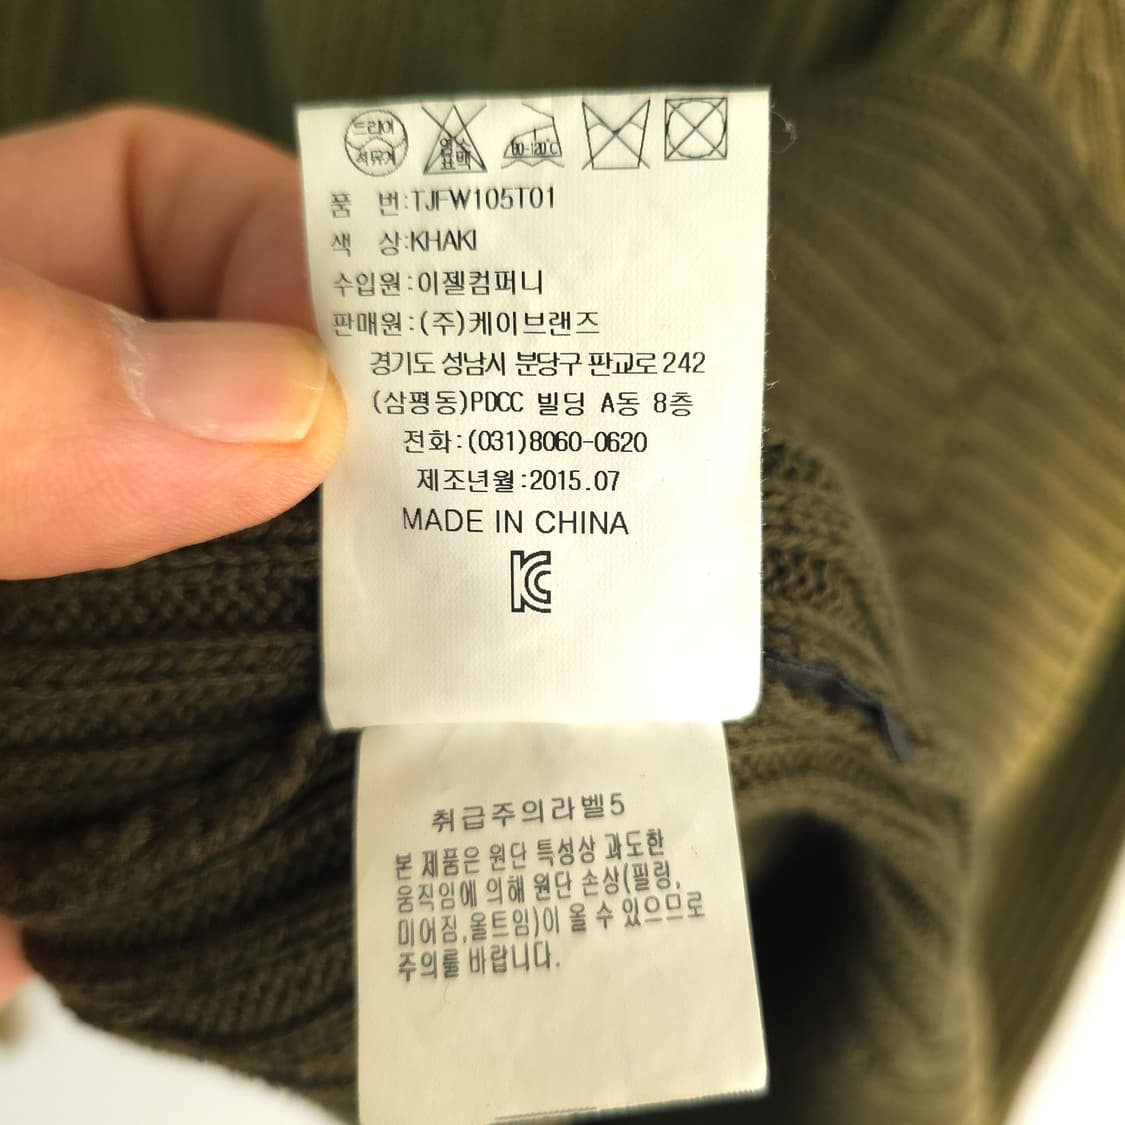 드라이
석유계
염소
표백
80-120℃
품 번:TJFW105T01
색 상:KHAKI
수입원:이젤컴퍼니
판매원:(주)케이브랜즈
경기도 성남시 분당구 판교로 242
(삼평동)PDCC 빌딩 A동 8층
전화:(031)8060-0620
제조년월:2015.07
MADE IN CHINA
KC
취급주의라벨5
본 제품은 원단 특성상 과도한
움직임에 의해 원단 손상(필링,
미어짐,올트임)이 올 수 있으므로
주의를 바랍니다.